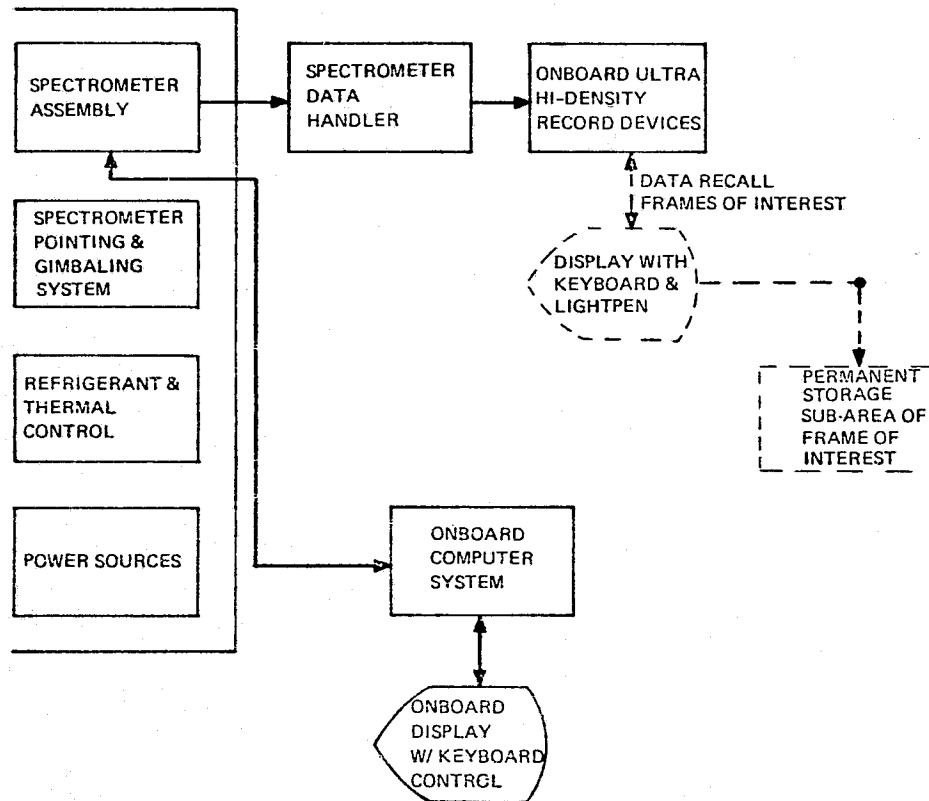 SPECTROMETER
ASSEMBLY
SPECTROMETER
DATA
HANDLER
ONBOARD ULTRA
HI-DENSITY
RECORD DEVICES
DATA RECALL
FRAMES OF INTEREST
SPECTROMETER
POINTING &
GIMBALING
SYSTEM
DISPLAY WITH
KEYBOARD &
LIGHTPEN
REFRIGERANT &
THERMAL
CONTROL
PERMANENT
STORAGE
SUB-AREA OF
FRAME OF
INTEREST
POWER SOURCES
ONBOARD
COMPUTER
SYSTEM
ONBOARD
DISPLAY
W/ KEYBOARD
CONTROL